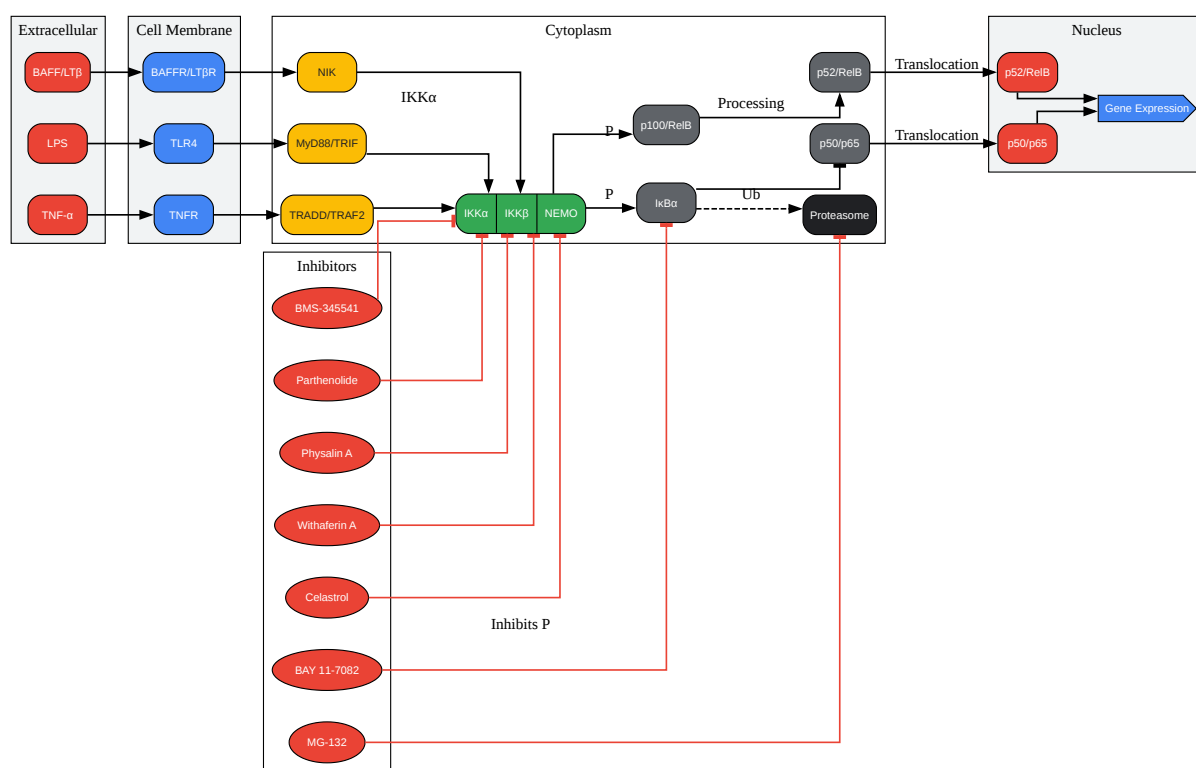 Extracellular
Cell Membrane
Cytoplasm
Nucleus
BAFF/LTβ
BAFFR/LTβR
NIK
p52/RelB
Translocation
p52/RelB
IKKα
Processing
Gene Expression
p100/RelB
P
LPS
TLR4
MyD88/TRIF
p50/p65
Translocation
p50/p65
TNF-α
TNFR
TRADD/TRAF2
IKKα
IKKβ
NEMO
P
IκBα
Ub
Proteasome
Inhibitors
BMS-345541
Parthenolide
Physalin A
Withaferin A
Celastrol
Inhibits P
BAY 11-7082
MG-132